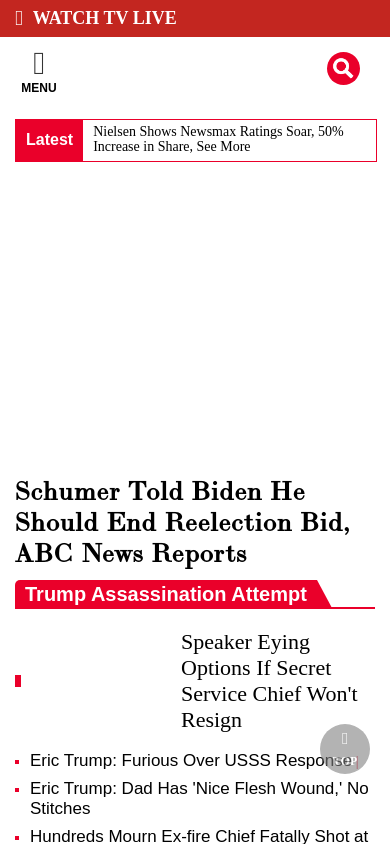 WATCH TV LIVE
MENU
Latest
Nielsen Shows Newsmax Ratings Soar, 50%
Increase in Share, See More
Schumer Told Biden He
Should End Reelection Bid,
ABC News Reports
Trump Assassination Attempt
Speaker Eying
Options If Secret
Service Chief Won't
Resign
Eric Trump: Furious Over USSS Response |
TOP
Eric Trump: Dad Has 'Nice Flesh Wound,' No
Stitches
Hundreds Mourn Ex-fire Chief Fatally Shot at